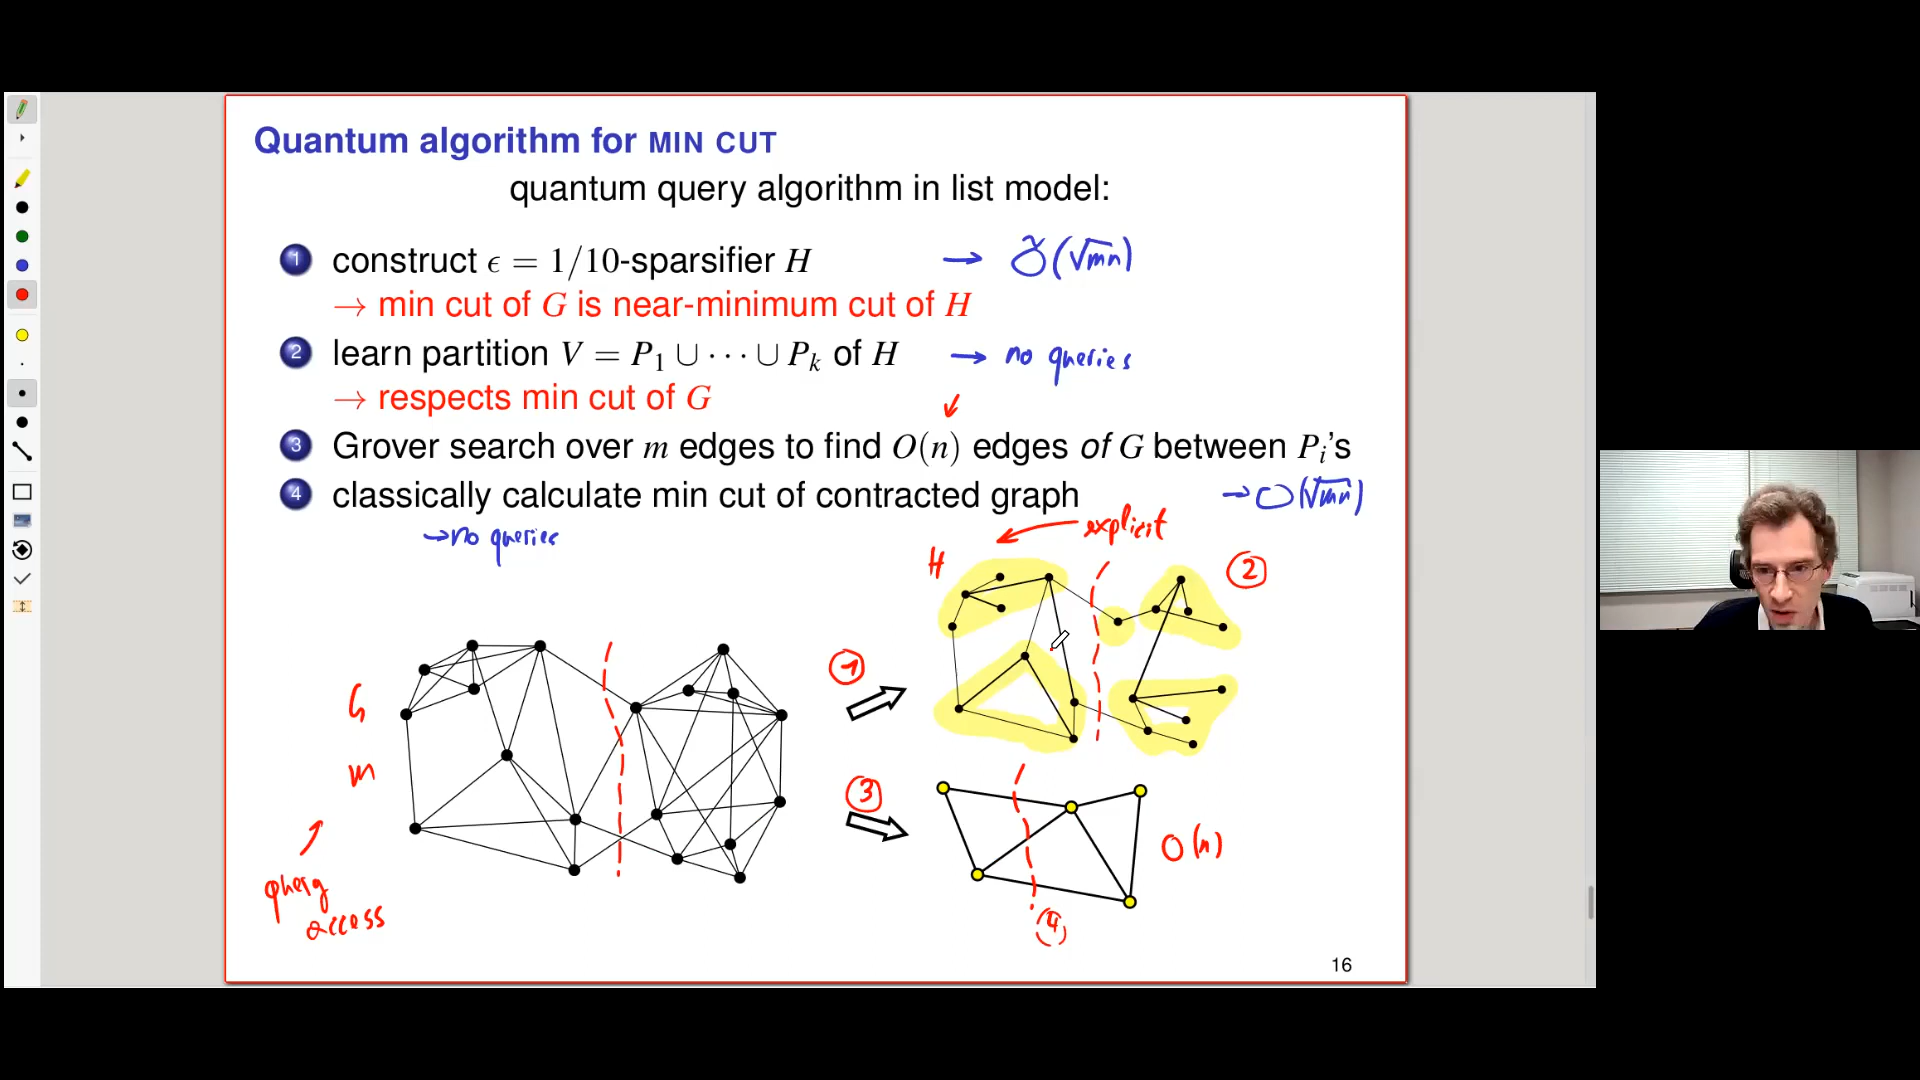 Quantum algorithm for MIN CUT
quantum query algorithm in list model:
1 construct ϵ = 1/10-sparsifier H → Õ(√mn)
→ min cut of G is near-minimum cut of H
2 learn partition V = P₁ ∪ ⋯ ∪ Pₖ of H → no queries
→ respects min cut of G
3 Grover search over m edges to find O(n) edges of G between Pᵢ's
4 classically calculate min cut of contracted graph → O(√mn)
→ no queries
explicit
H
2
1
G
m
3
O(n)
query
access
(4)
16